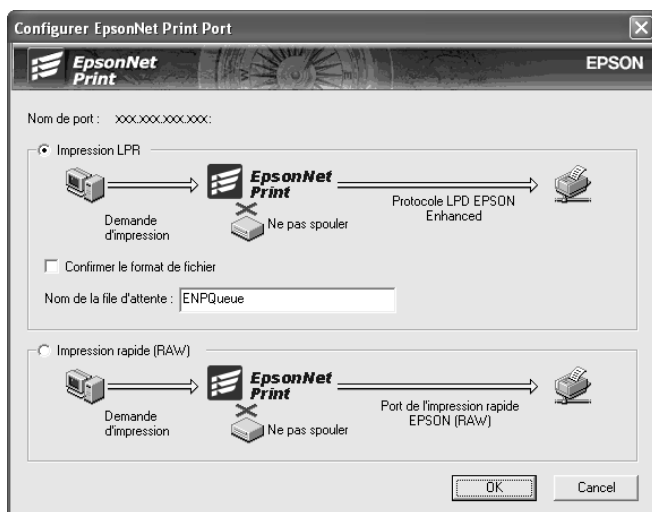 Configurer EpsonNet Print Port
EpsonNet
Print
EPSON
Nom de port : xxx.xxx.xxx.xxx:
Impression LPR
EpsonNet
Print
Demande
d'impression
Ne pas spouler
Protocole LPD EPSON
Enhanced
Confirmer le format de fichier
Nom de la file d'attente : ENPQueue
Impression rapide (RAW)
EpsonNet
Print
Demande
d'impression
Ne pas spouler
Port de l'impression rapide
EPSON (RAW)
OK
Cancel